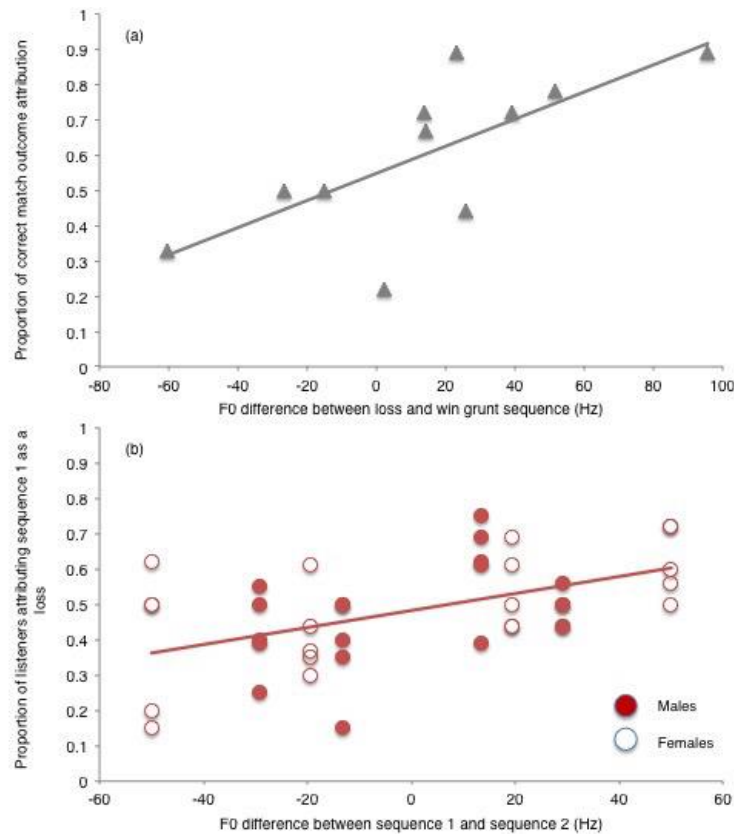 (a)
Proportion of correct match outcome attribution
1
0.9
0.8
0.7
0.6
0.5
0.4
0.3
0.2
0.1
0
-80 -60 -40 -20 0 20 40 60 80 100
F0 difference between loss and win grunt sequence (Hz)
(b)
Proportion of listeners attributing sequence 1 as a
loss
1
0.9
0.8
0.7
0.6
0.5
0.4
0.3
0.2
0.1
0
Males
Females
-60 -40 -20 0 20 40 60
F0 difference between sequence 1 and sequence 2 (Hz)